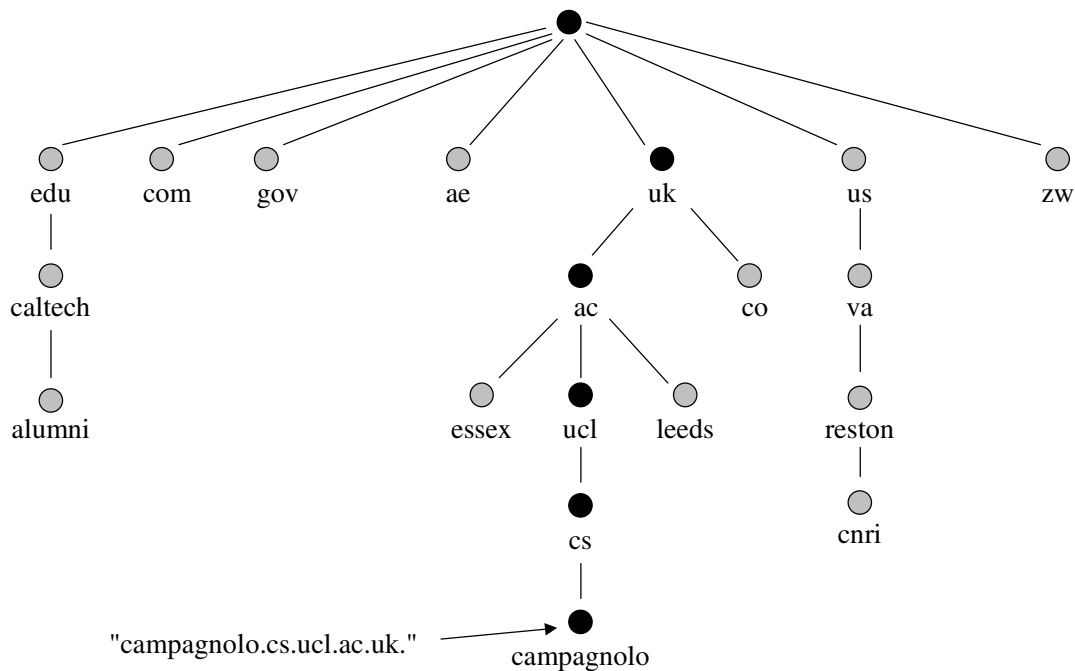 edu com gov ae uk us zw
caltech ac co va
alumni essex ucl leeds reston
cs cnri
"campagnolo.cs.ucl.ac.uk." campagnolo